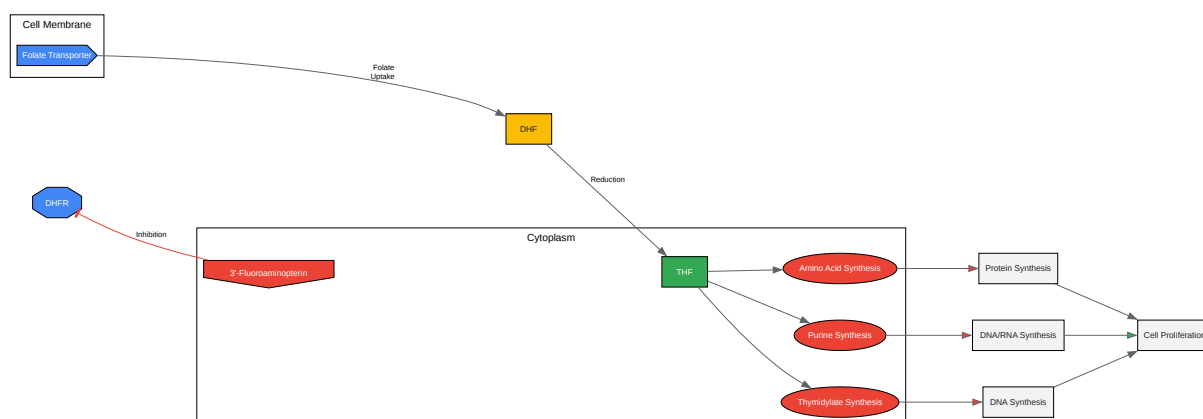 Cell Membrane
Folate Transporter
Folate
Uptake
DHF
Reduction
DHFR
Inhibition
Cytoplasm
3'-Fluoroaminopterin
THF
Amino Acid Synthesis
Protein Synthesis
Purine Synthesis
DNA/RNA Synthesis
Cell Proliferation
Thymidylate Synthesis
DNA Synthesis